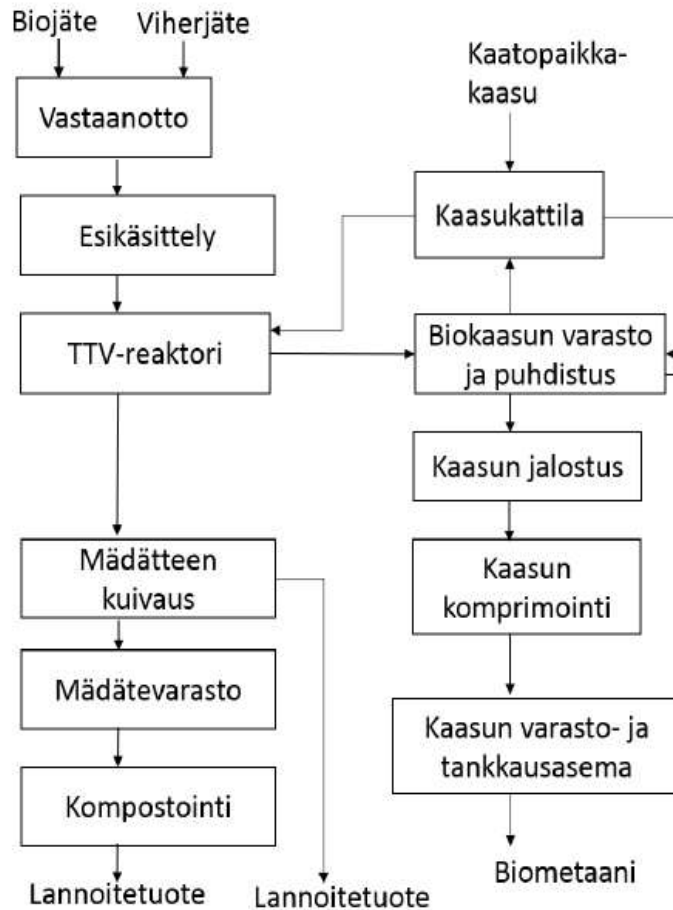 Biojäte
Viherjäte
Vastaanotto
Esikäsittely
TTV-reaktori
Mädätteen
kuivaus
Mädätevarasto
Kompostointi
Lannoitetuote
Lannoitetuote
Kaatopaikka-
kaasu
Kaasukattila
Biokaasun varasto
ja puhdistus
Kaasun jalostus
Kaasun
komprimointi
Kaasun varasto- ja
tankkausasema
Biometaani